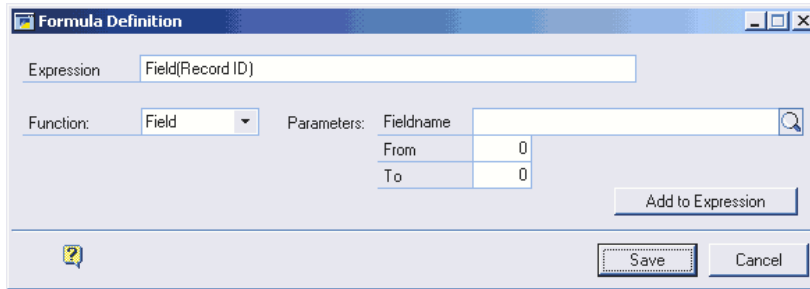 Formula Definition
Expression Field(Record ID)
Function: Field Parameters: Fieldname
From 0
To 0
Add to Expression
Save Cancel